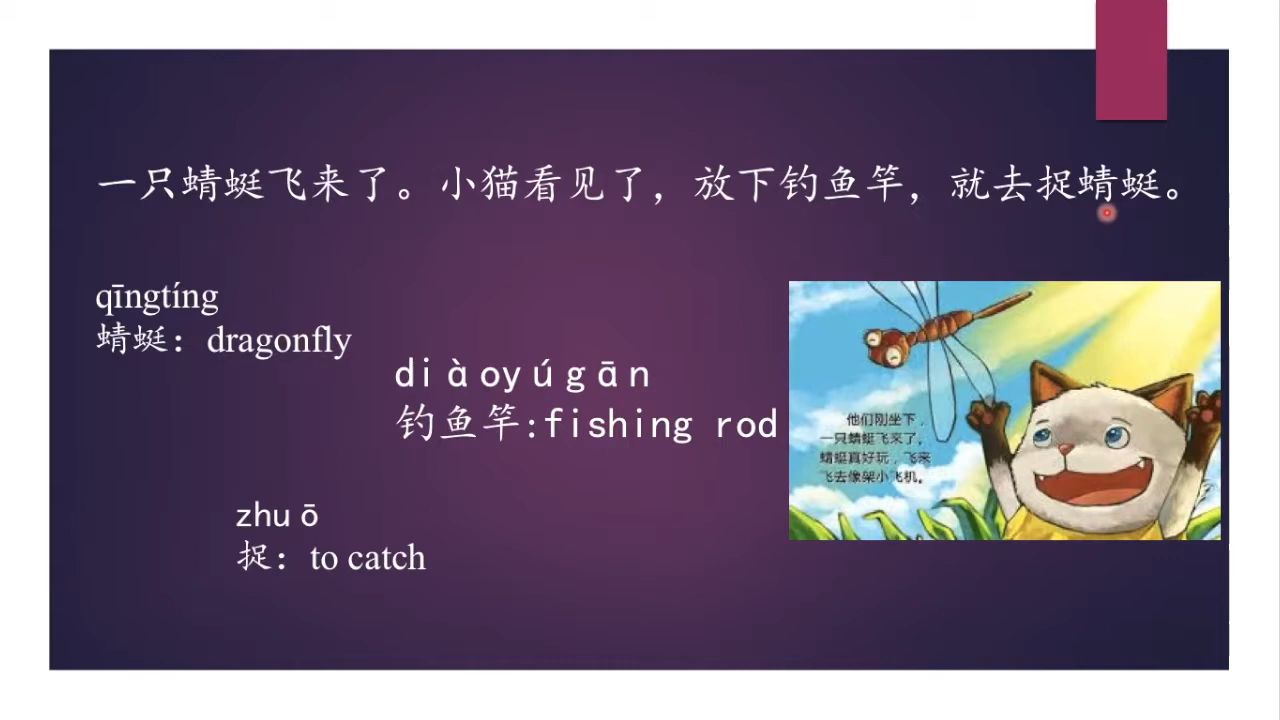 一只蜻蜓飞来了。小猫看见了，放下钓鱼竿，就去捉蜻蜓。
qīngtíng
蜻蜓：dragonfly
diàoyúgān
钓鱼竿:fishing rod
zhuō
捉：to catch
他们刚坐下，
一只蜻蜓飞来了。
蜻蜓真好玩，飞来
飞去像架小飞机。